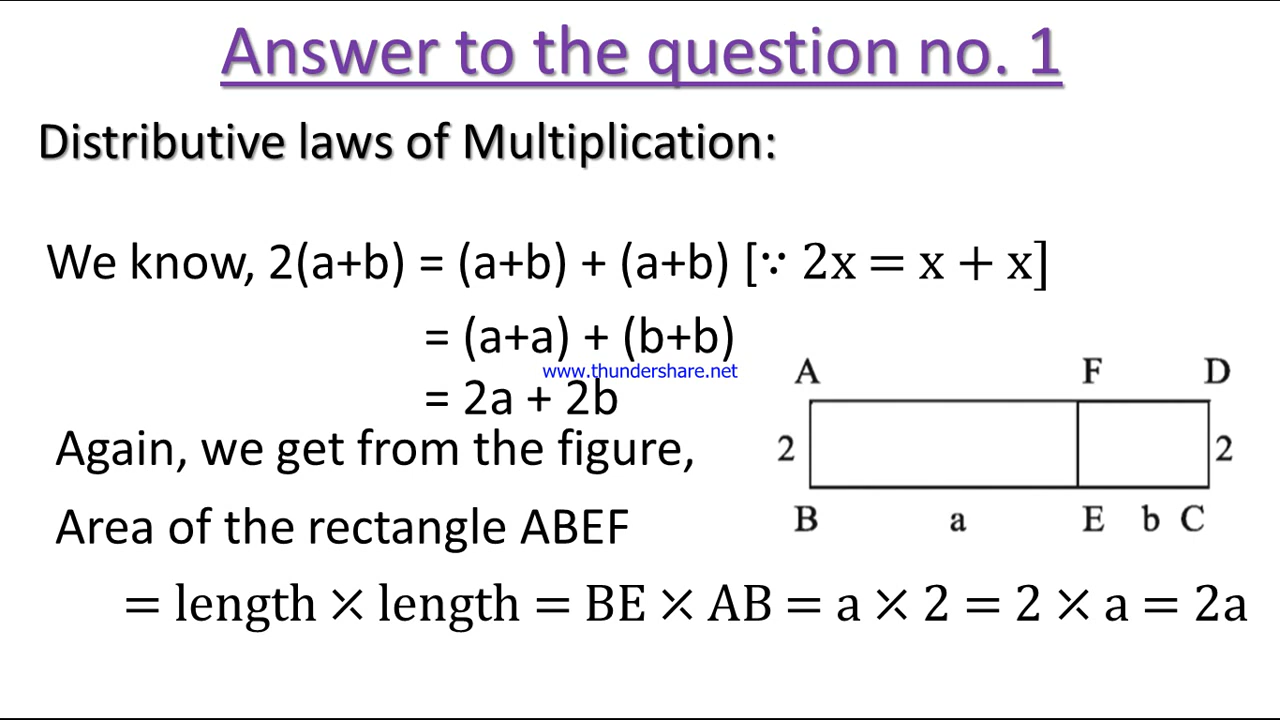 Answer to the question no. 1
Distributive laws of Multiplication:
We know, 2(a+b) = (a+b) + (a+b) [∵ 2x = x + x]
= (a+a) + (b+b)
www.thundershare.net
= 2a + 2b
Again, we get from the figure,
Area of the rectangle ABEF
= length × length = BE × AB = a × 2 = 2 × a = 2a
A F D
2 2
B a E b C